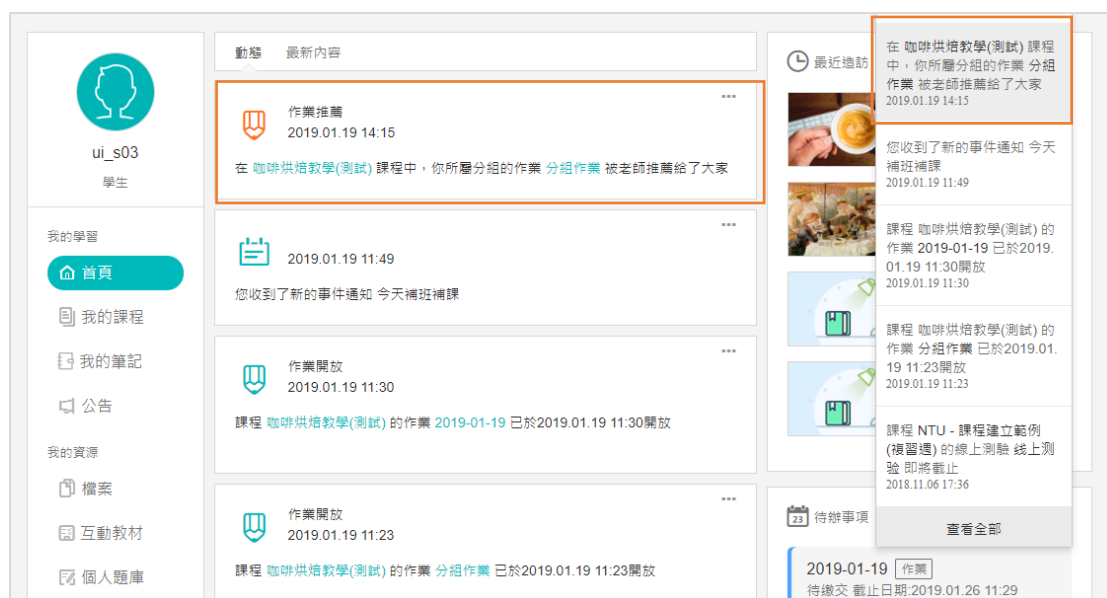 ui_s03
學生
我的學習
首頁
我的課程
我的筆記
公告
我的資源
檔案
互動教材
個人題庫
動態 最新內容
作業推薦
2019.01.19 14:15
在 咖啡烘焙教學(測試) 課程中，你所屬分組的作業 分組作業 被老師推薦給了大家
2019.01.19 11:49
您收到了新的事件通知 今天補班補課
作業開放
2019.01.19 11:30
課程 咖啡烘焙教學(測試) 的作業 2019-01-19 已於2019.01.19 11:30開放
作業開放
2019.01.19 11:23
課程 咖啡烘焙教學(測試) 的作業 分組作業 已於2019.01.19 11:23開放
最近造訪
在 咖啡烘焙教學(測試) 課程
中，你所屬分組的作業 分組
作業 被老師推薦給了大家
2019.01.19 14:15
您收到了新的事件通知 今天
補班補課
2019.01.19 11:49
課程 咖啡烘焙教學(測試) 的
作業 2019-01-19 已於2019.
01.19 11:30開放
2019.01.19 11:30
課程 咖啡烘焙教學(測試) 的
作業 分組作業 已於2019.01.
19 11:23開放
2019.01.19 11:23
課程 NTU - 課程建立範例
(複習週) 的線上測驗 线上测
验 即將截止
2018.11.06 17:36
查看全部
23 待辦事項
2019-01-19 作業
待繳交 截止日期:2019.01.26 11:29